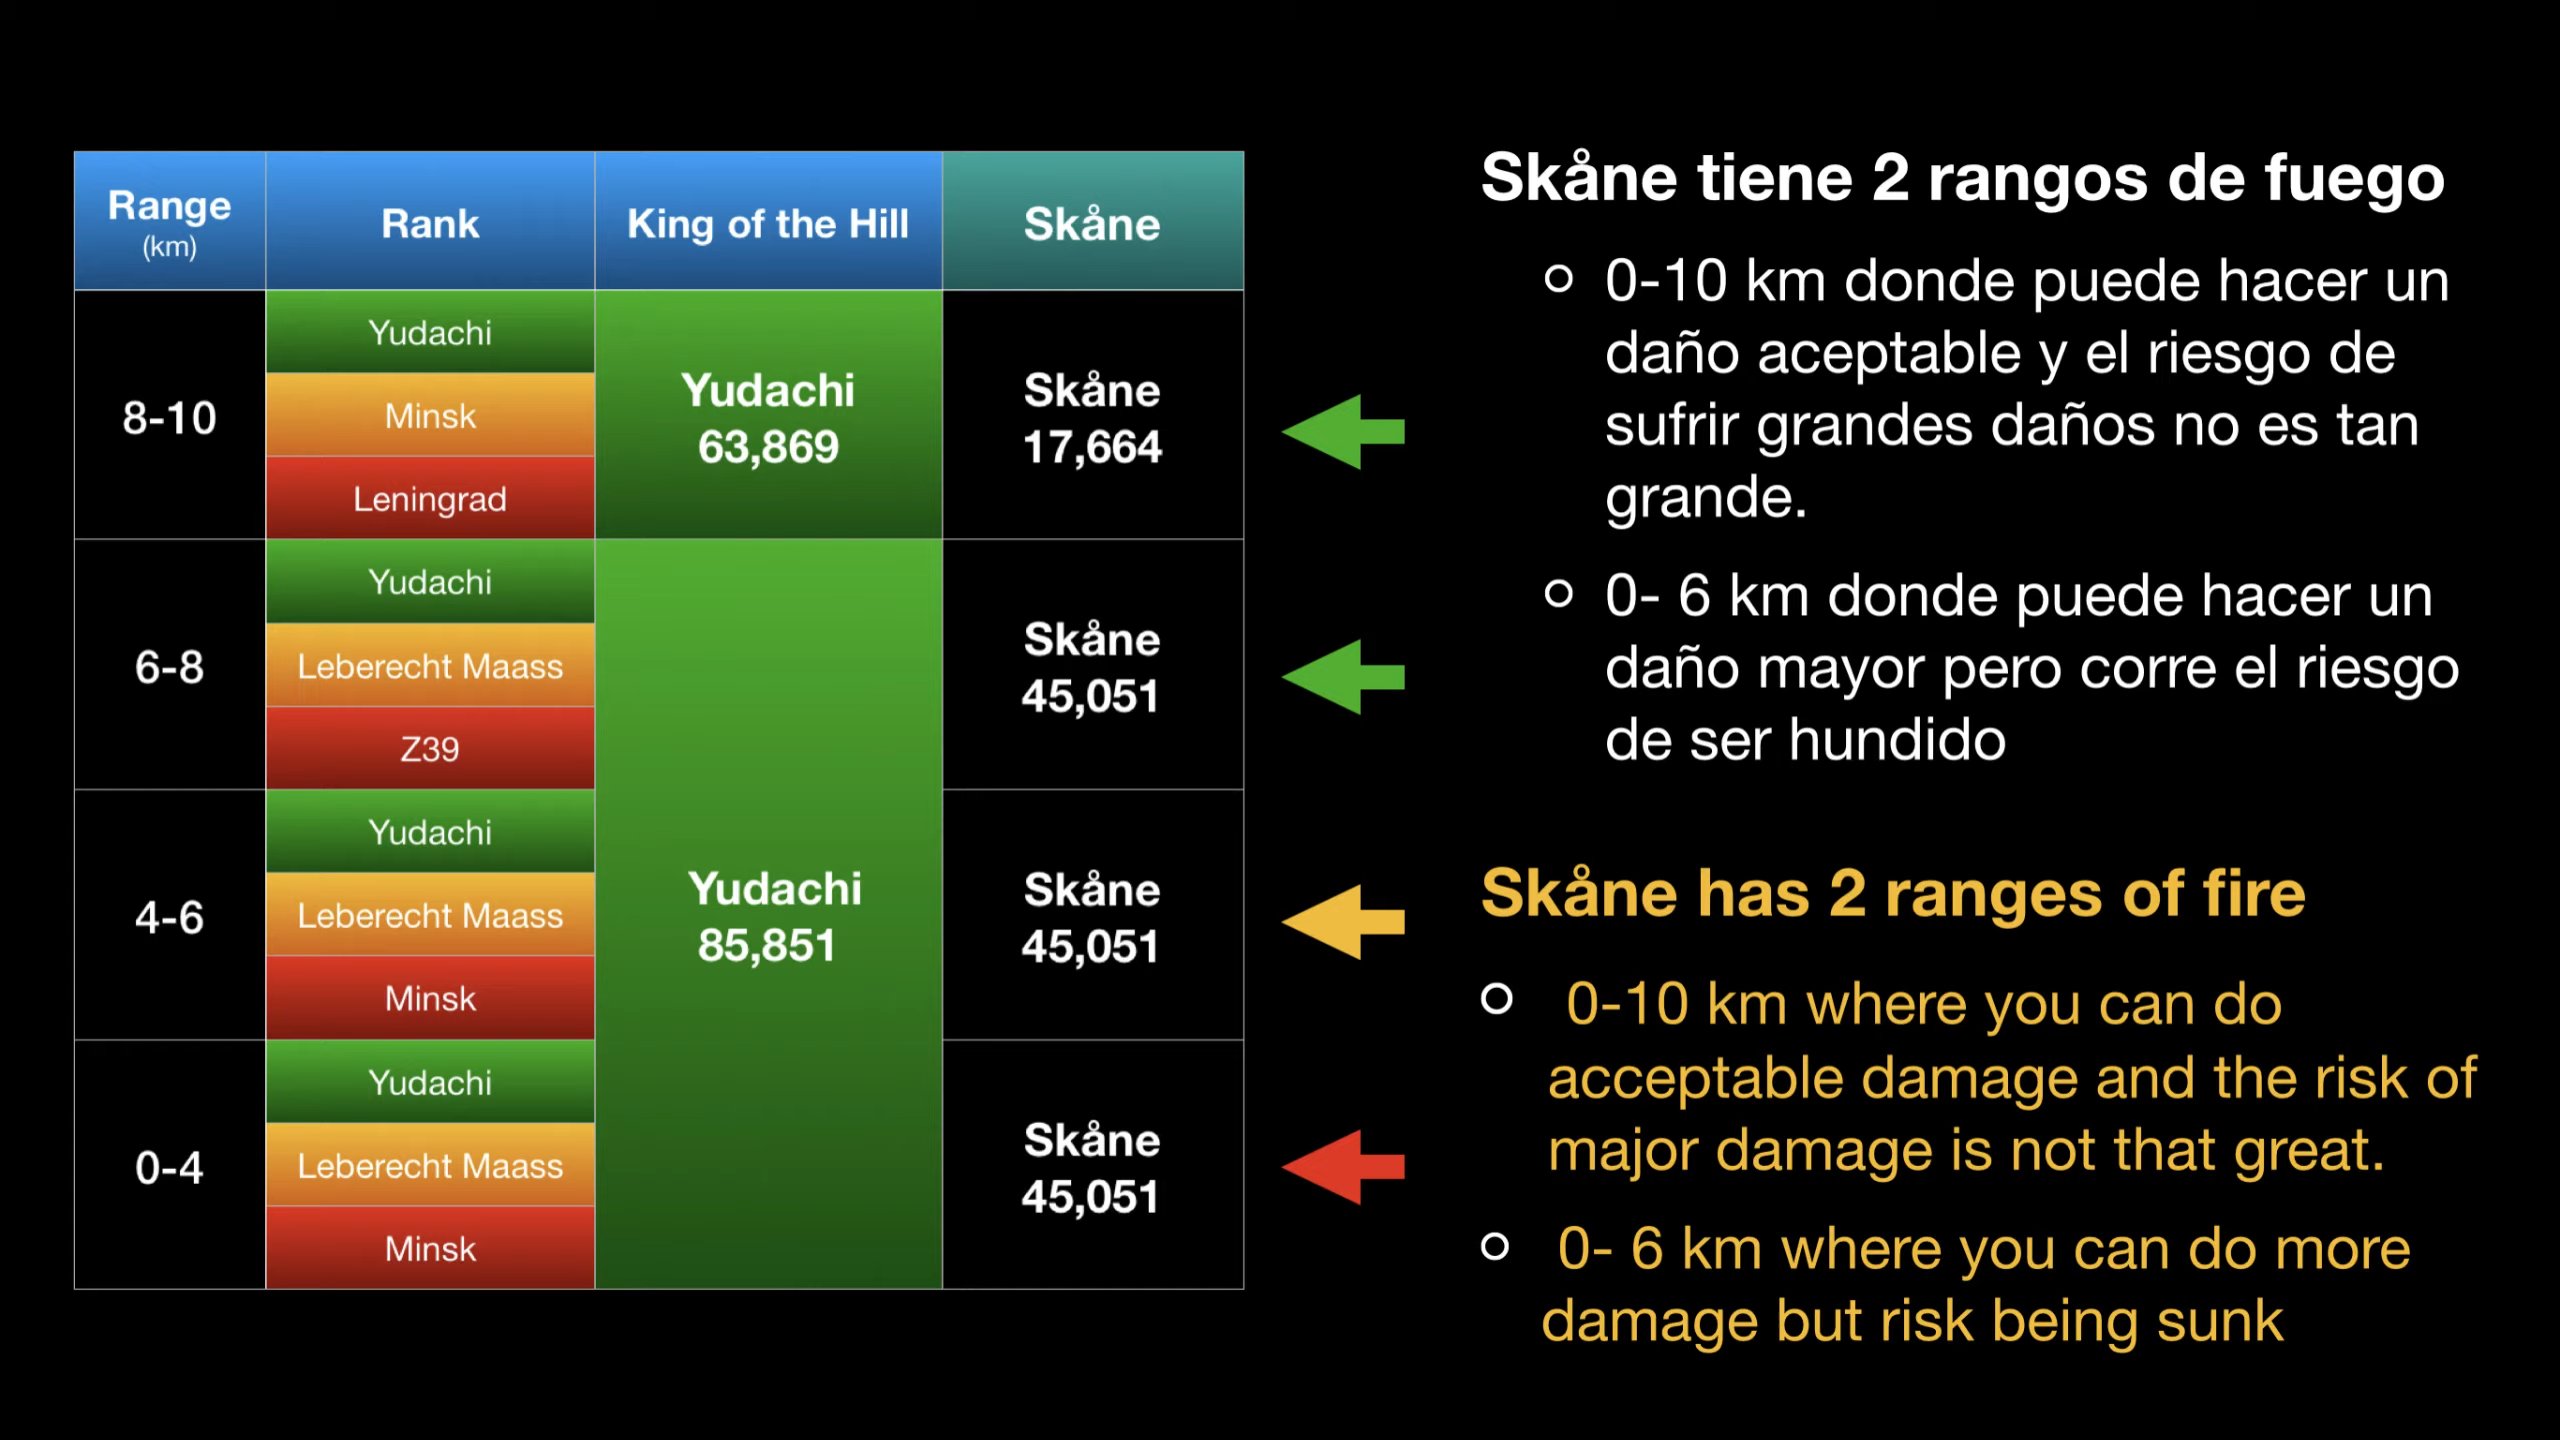 Range
(km)
Rank
King of the Hill
Skåne
8-10
Yudachi
Minsk
Leningrad
Yudachi
63,869
Skåne
17,664
6-8
Yudachi
Leberecht Maass
Z39
Skåne
45,051
4-6
Yudachi
Leberecht Maass
Minsk
Yudachi
85,851
Skåne
45,051
0-4
Yudachi
Leberecht Maass
Minsk
Skåne
45,051
Skåne tiene 2 rangos de fuego
0-10 km donde puede hacer un
daño aceptable y el riesgo de
sufrir grandes daños no es tan
grande.
0- 6 km donde puede hacer un
daño mayor pero corre el riesgo
de ser hundido
Skåne has 2 ranges of fire
0-10 km where you can do
acceptable damage and the risk of
major damage is not that great.
0- 6 km where you can do more
damage but risk being sunk